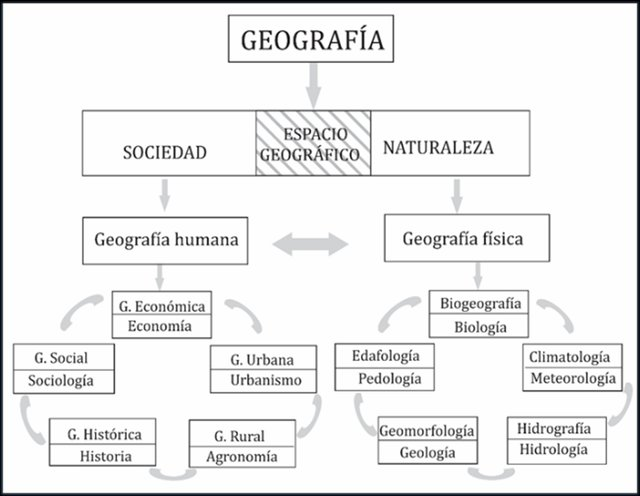 GEOGRAFÍA
SOCIEDAD
ESPACIO
GEOGRÁFICO
NATURALEZA
Geografía humana
Geografía física
G. Económica
Economía
G. Social
Sociología
G. Urbana
Urbanismo
G. Histórica
Historia
G. Rural
Agronomía
Biogeografía
Biología
Edafología
Pedología
Climatología
Meteorología
Geomorfología
Geología
Hidrografía
Hidrología